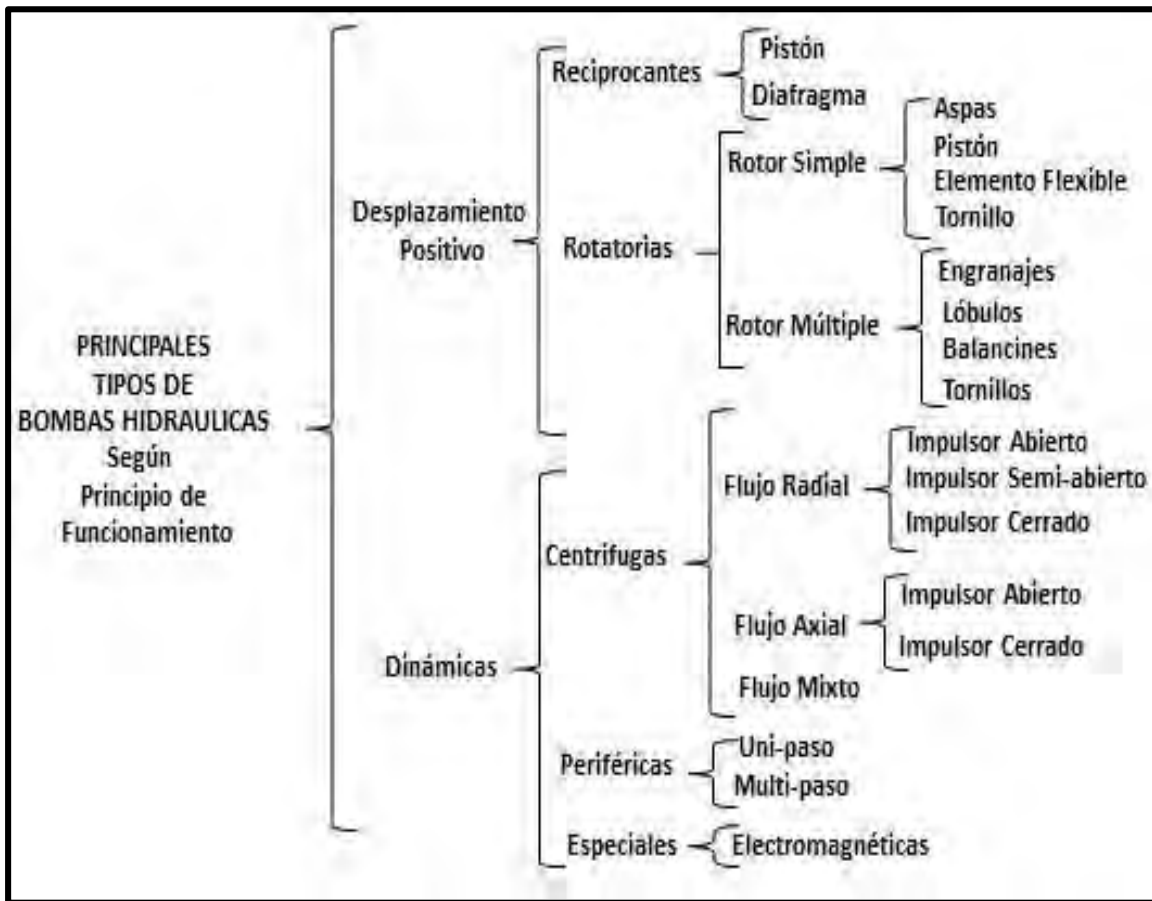 PRINCIPALES
TIPOS DE
BOMBAS HIDRAULICAS
Según
Principio de
Funcionamiento
Desplazamiento
Positivo
Reciprocantes
Pistón
Diafragma
Rotatorias
Rotor Simple
Aspas
Pistón
Elemento Flexible
Tornillo
Rotor Múltiple
Engranajes
Lóbulos
Balancines
Tornillos
Dinámicas
Centrifugas
Flujo Radial
Impulsor Abierto
Impulsor Semi-abierto
Impulsor Cerrado
Flujo Axial
Impulsor Abierto
Impulsor Cerrado
Flujo Mixto
Periféricas
Uni-paso
Multi-paso
Especiales
Electromagnéticas